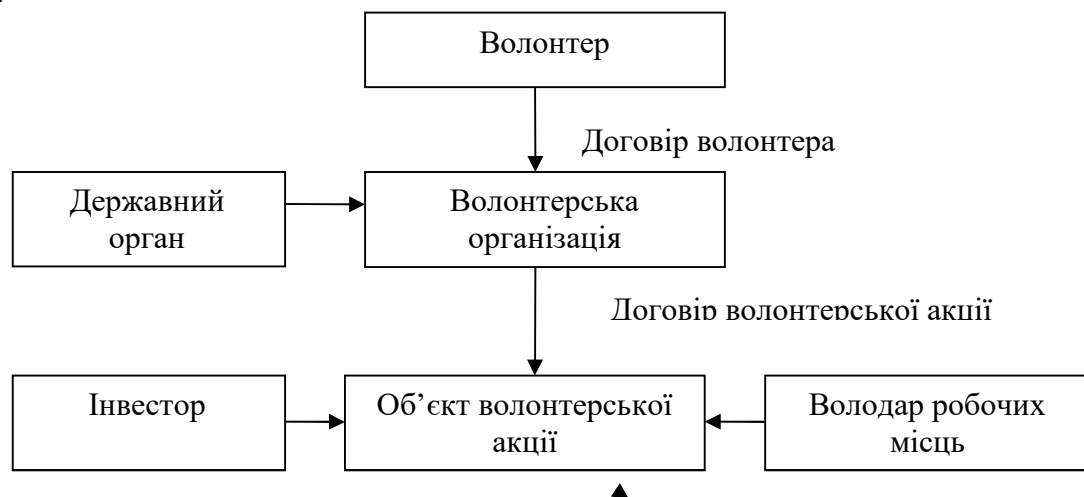 Волонтер
Договір волонтера
Державний
орган
Волонтерська
організація
Договір волонтерської акції
Інвестор
Об’єкт волонтерської
акції
Володар робочих
місць